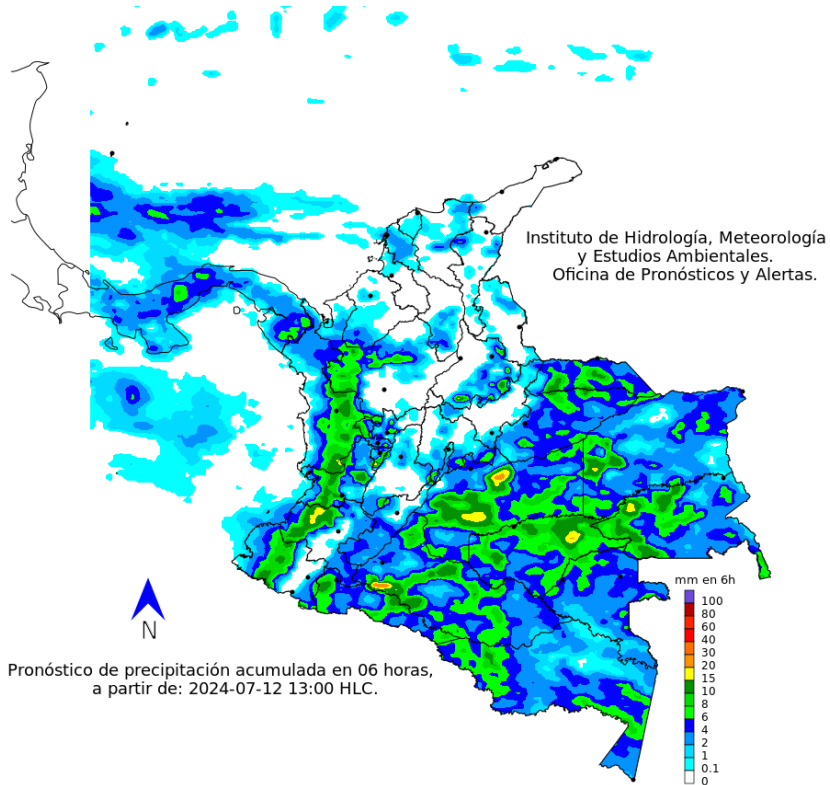 Instituto de Hidrología, Meteorología
y Estudios Ambientales.
Oficina de Pronósticos y Alertas.
mm en 6h
100
80
60
40
30
20
15
10
8
6
4
2
1
0.1
0
N
Pronóstico de precipitación acumulada en 06 horas,
a partir de: 2024-07-12 13:00 HLC.